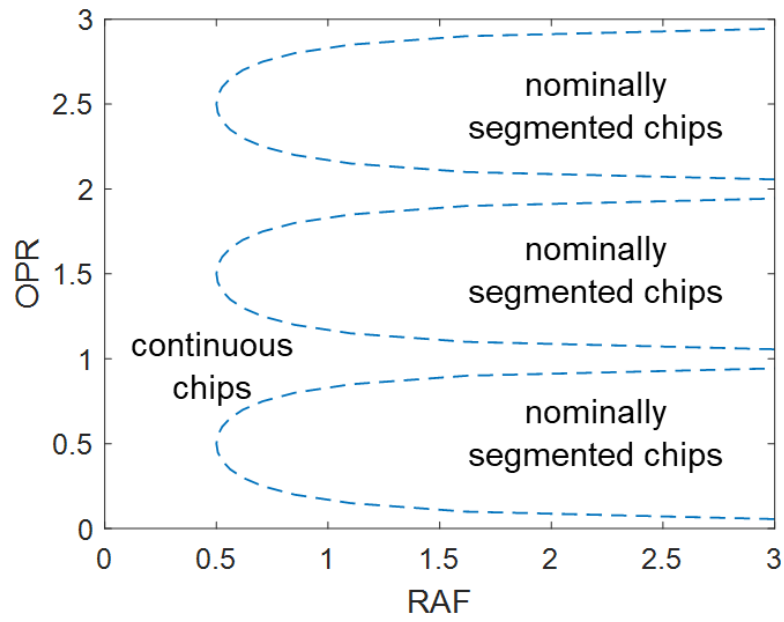 3
2.5
2
1.5
1
0.5
0
OPR
nominally
segmented chips
nominally
segmented chips
continuous
chips
nominally
segmented chips
0
0.5
1
1.5
2
2.5
3
RAF